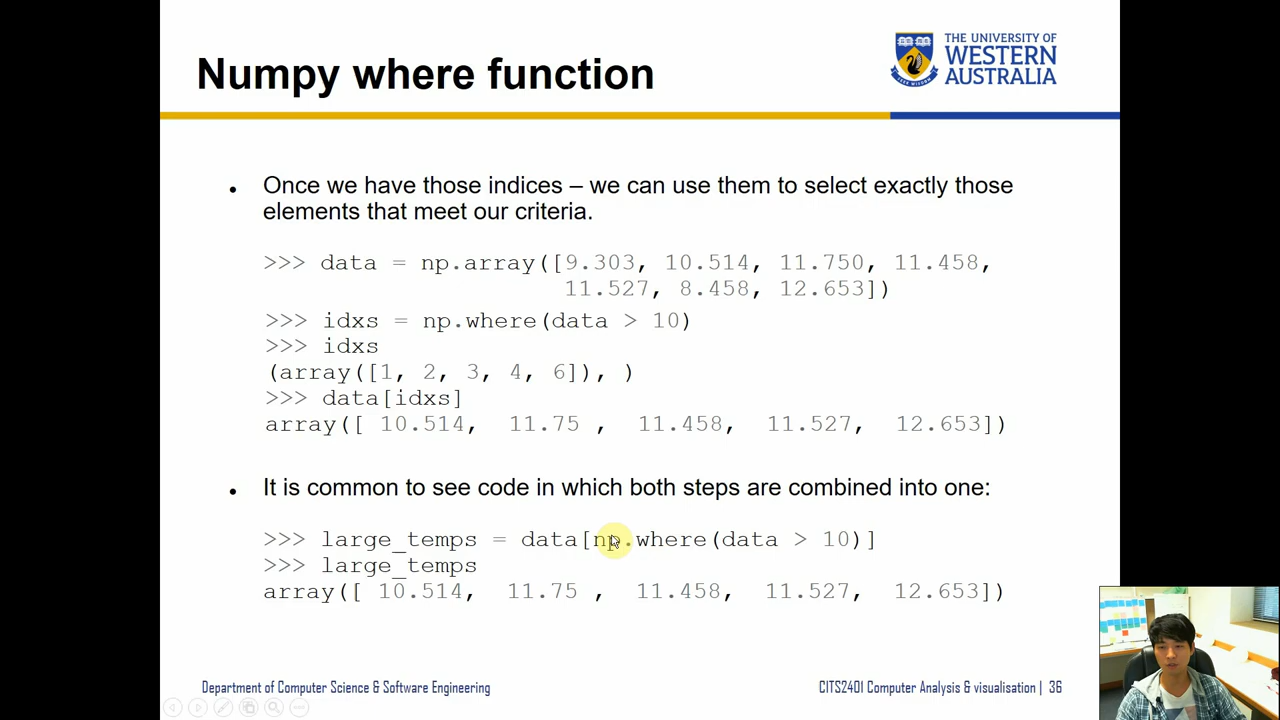 Numpy where function
THE UNIVERSITY OF
WESTERN
AUSTRALIA
• Once we have those indices – we can use them to select exactly those
elements that meet our criteria.
>>> data = np.array([9.303, 10.514, 11.750, 11.458,
11.527, 8.458, 12.653])
>>> idxs = np.where(data > 10)
>>> idxs
(array([1, 2, 3, 4, 6]), )
>>> data[idxs]
array([ 10.514, 11.75 , 11.458, 11.527, 12.653])
• It is common to see code in which both steps are combined into one:
>>> large_temps = data[np.where(data > 10)]
>>> large_temps
array([ 10.514, 11.75 , 11.458, 11.527, 12.653])
Department of Computer Science & Software Engineering
CITS2401 Computer Analysis & visualisation | 36